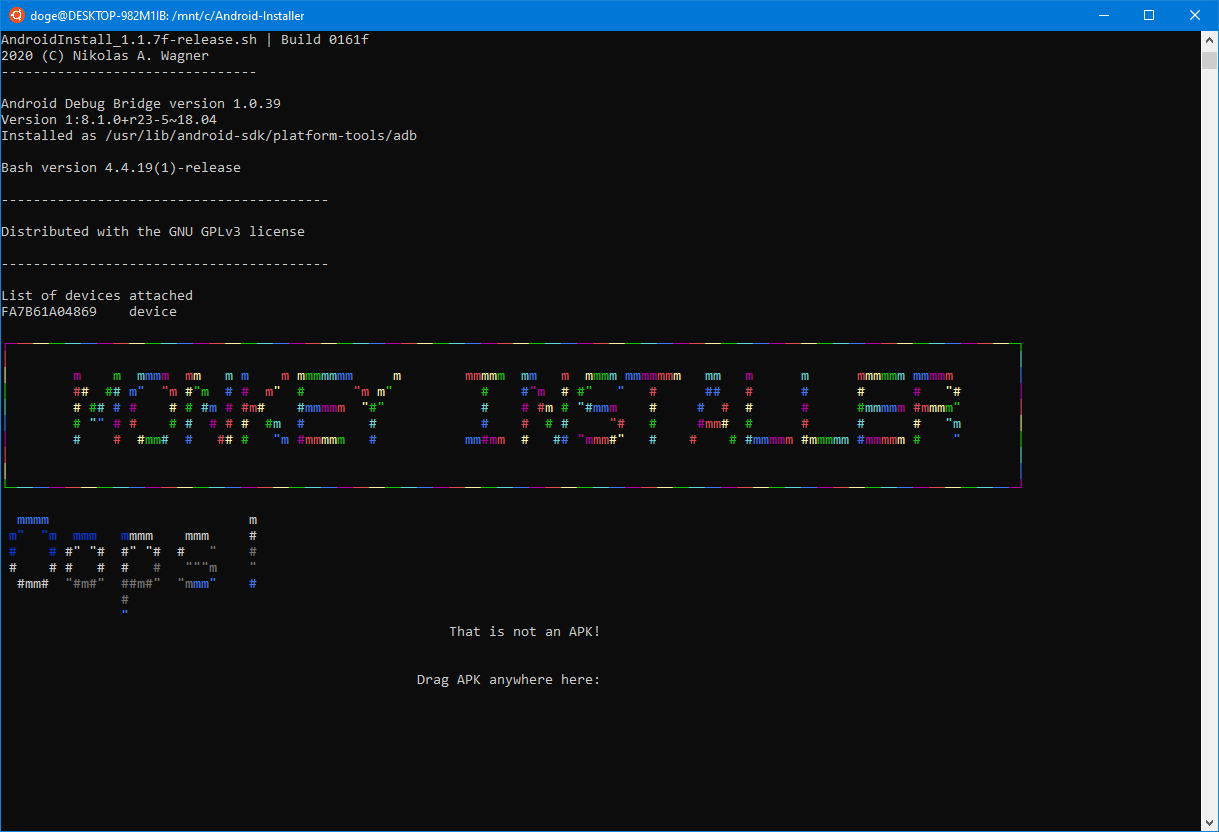 doge@DESKTOP-982M1IB: /mnt/c/Android-Installer
AndroidInstall_1.1.7f-release.sh | Build 0161f
2020 (C) Nikolas A. Wagner
--------------------------------
Android Debug Bridge version 1.0.39
Version 1:8.1.0+r23-5~18.04
Installed as /usr/lib/android-sdk/platform-tools/adb
Bash version 4.4.19(1)-release
-----------------------------------------
Distributed with the GNU GPLv3 license
-----------------------------------------
List of devices attached
FA7B61A04869    device
MONKEY INSTALLER
Oops!
That is not an APK!
Drag APK anywhere here: